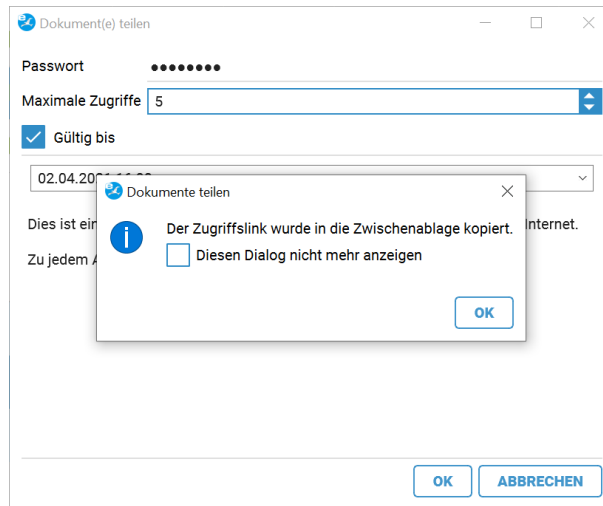 Dokument(e) teilen
Passwort
Maximale Zugriffe 5
Gültig bis
Dokumente teilen
Dies ist
Internet.
Der Zugriffslink wurde in die Zwischenablage kopiert.
Diesen Dialog nicht mehr anzeigen
Zu jedem
OK
OK ABBRECHEN